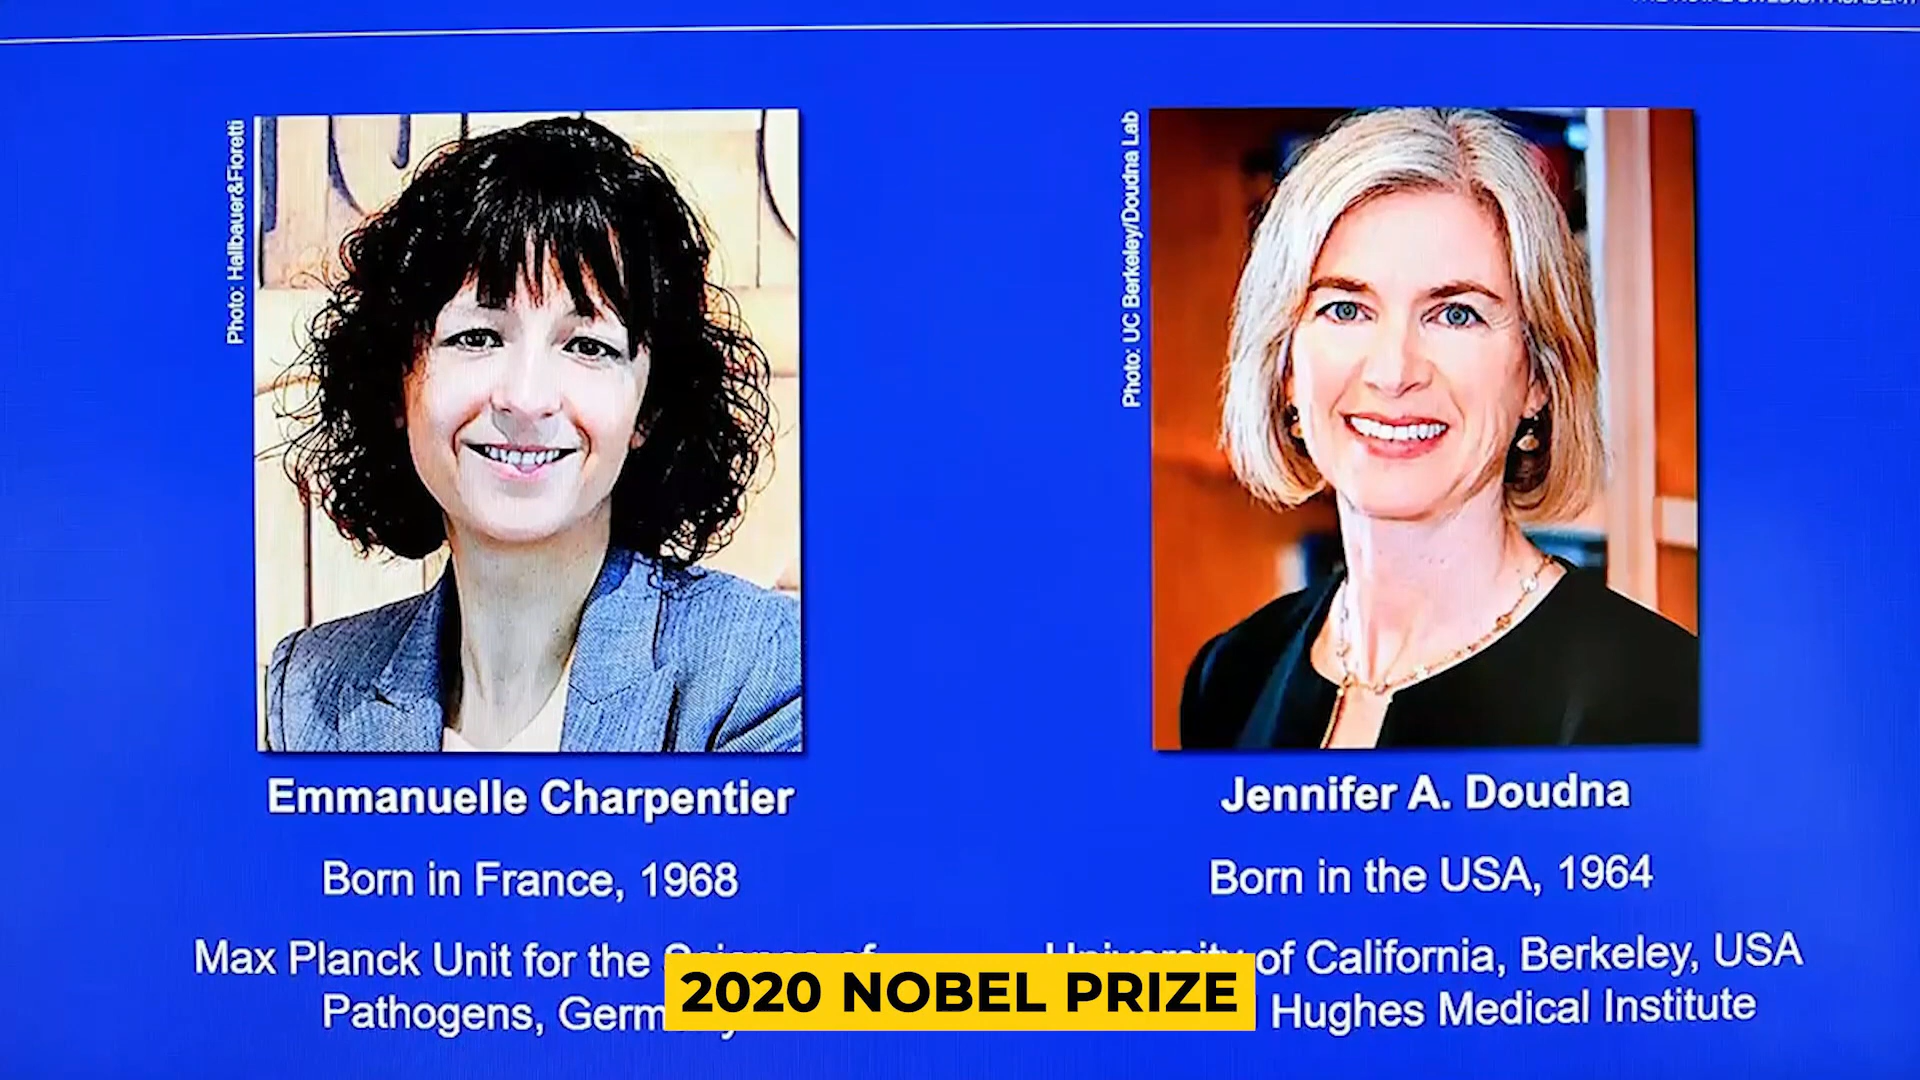 Photo: Hallbauer&Fioretti
Emmanuelle Charpentier
Born in France, 1968
Max Planck Unit for the
Pathogens,
Photo: UC Berkeley/Doudna Lab
Jennifer A. Doudna
Born in the USA, 1964
University of California, Berkeley, USA
Hughes Medical Institute
2020 NOBEL PRIZE